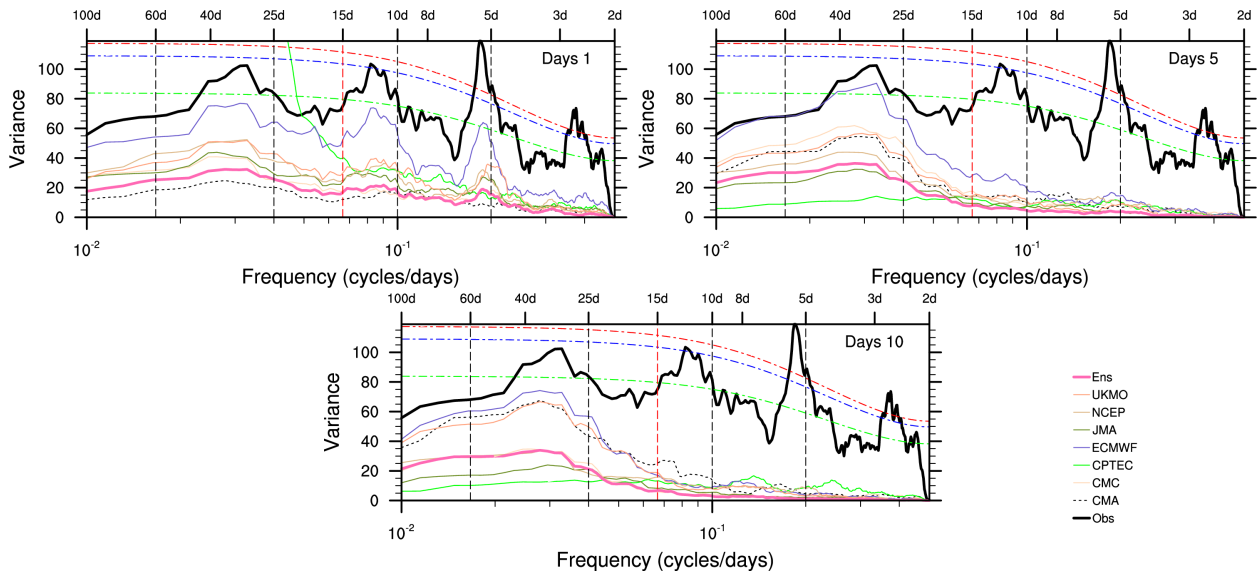 100d 60d 40d 25d 15d 10d 8d 5d 3d 2d
Days 1
Variance
100
80
60
40
20
0
10-2 10-1
Frequency (cycles/days)
100d 60d 40d 25d 15d 10d 8d 5d 3d 2d
Days 5
Variance
100
80
60
40
20
0
10-2 10-1
Frequency (cycles/days)
100d 60d 40d 25d 15d 10d 8d 5d 3d 2d
Days 10
Variance
100
80
60
40
20
0
10-2 10-1
Frequency (cycles/days)
Ens
UKMO
NCEP
JMA
ECMWF
CPTEC
CMC
CMA
Obs